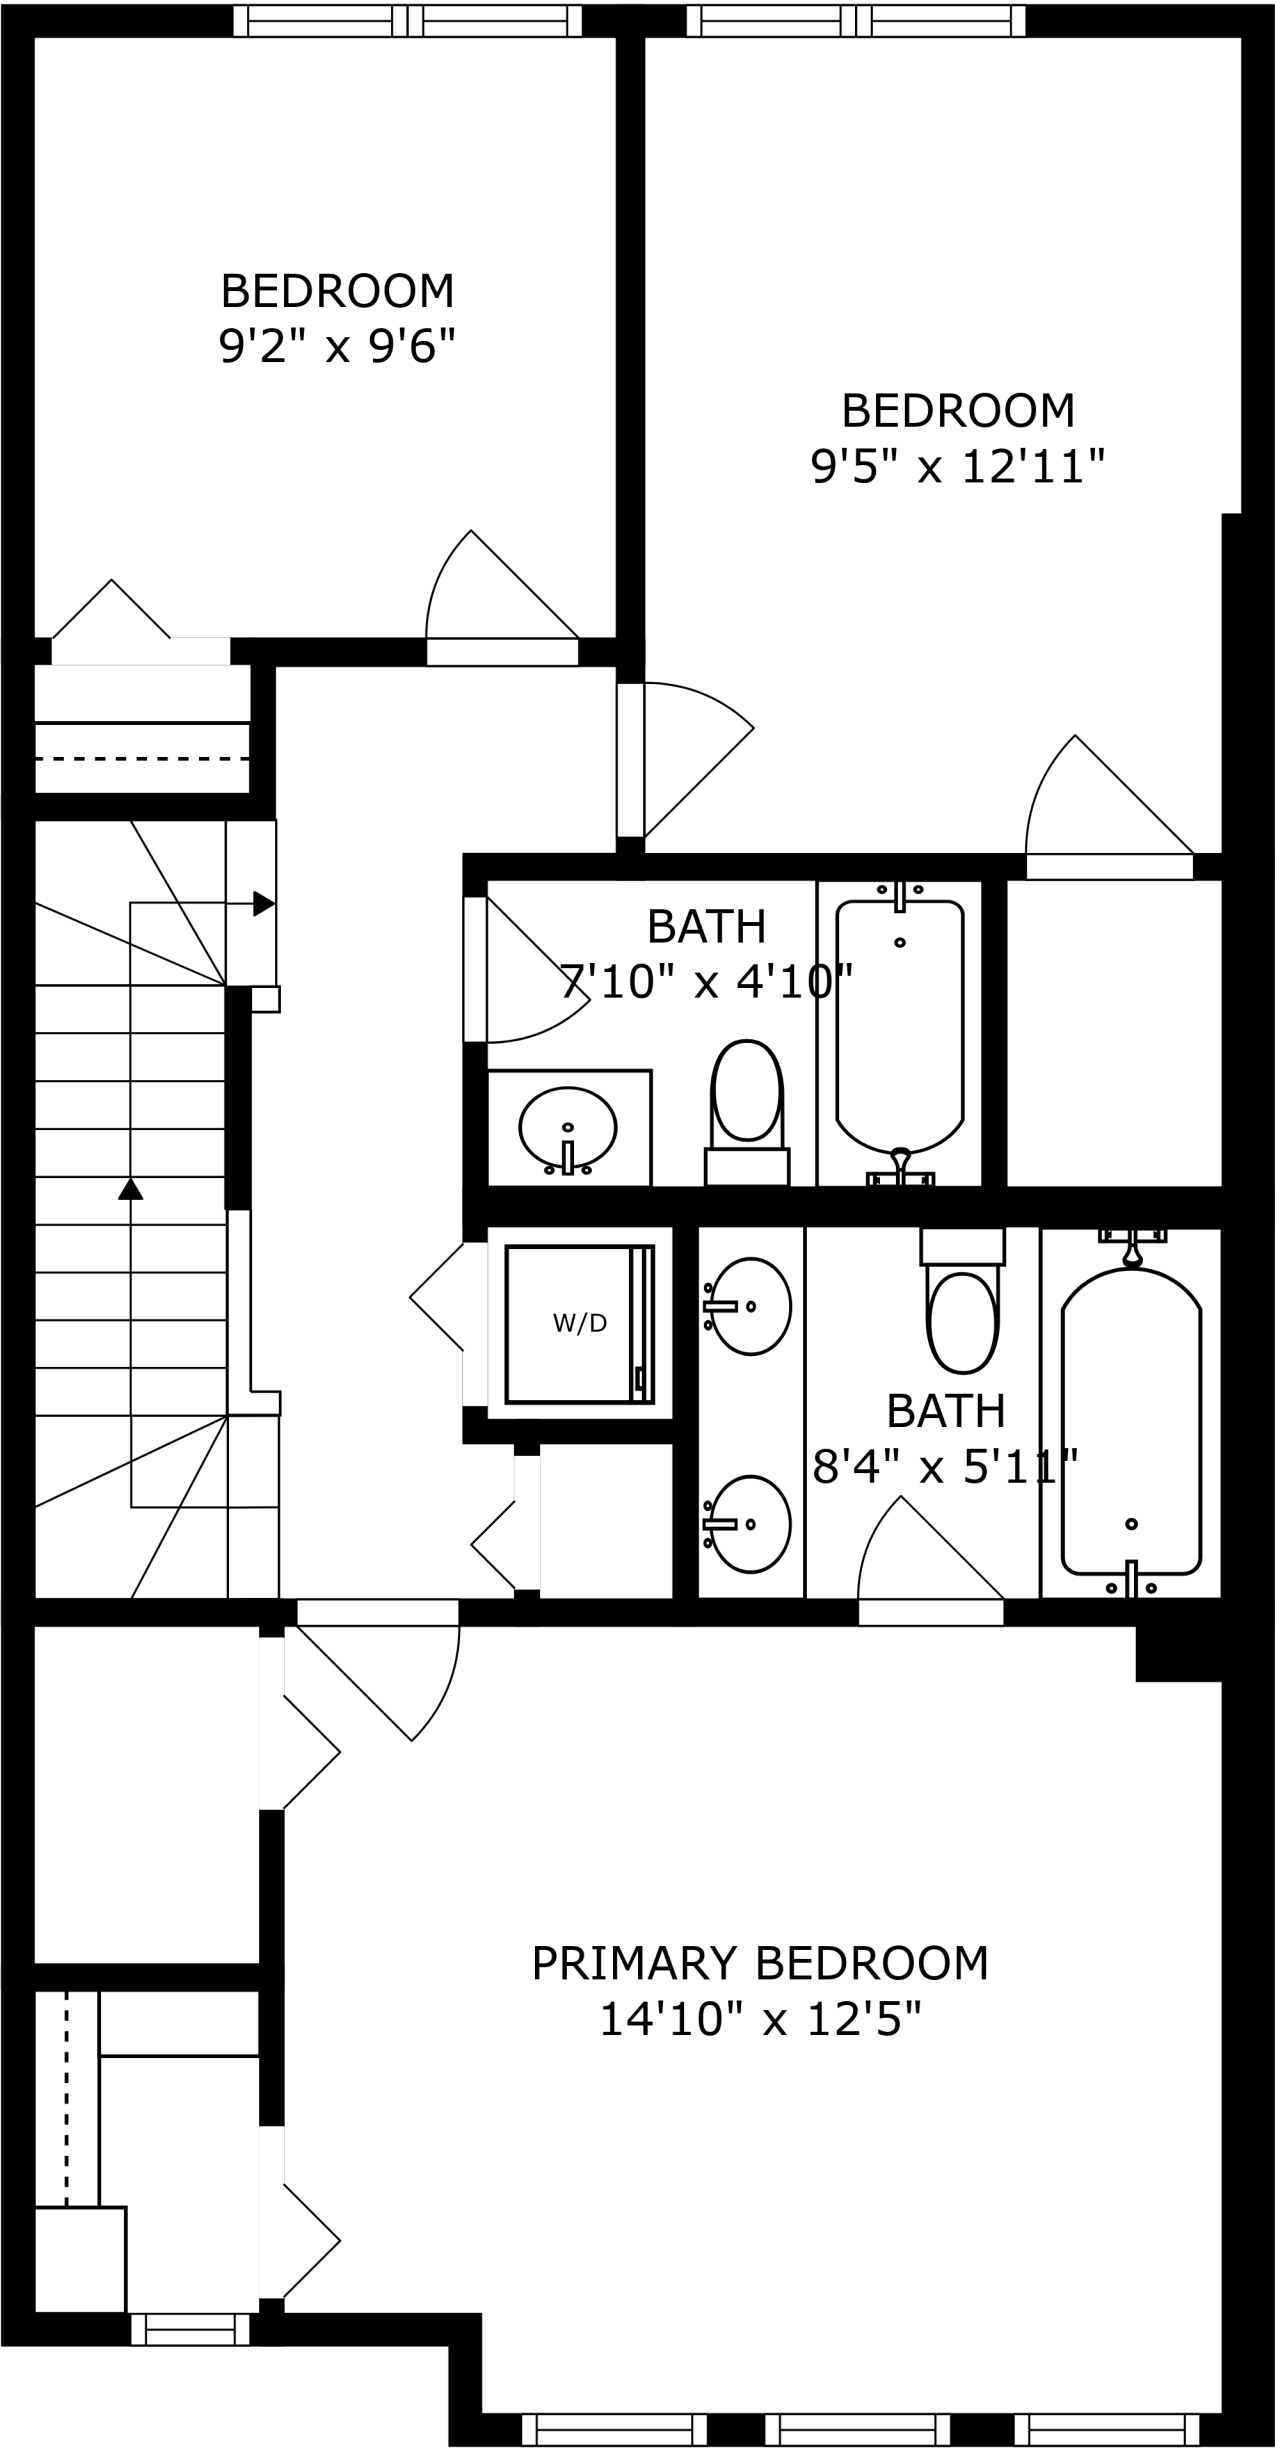 BEDROOM
9'2" x 9'6"
BEDROOM
9'5" x 12'11"
BATH
7'10" x 4'10"
W/D
BATH
8'4" x 5'11"
PRIMARY BEDROOM
14'10" x 12'5"